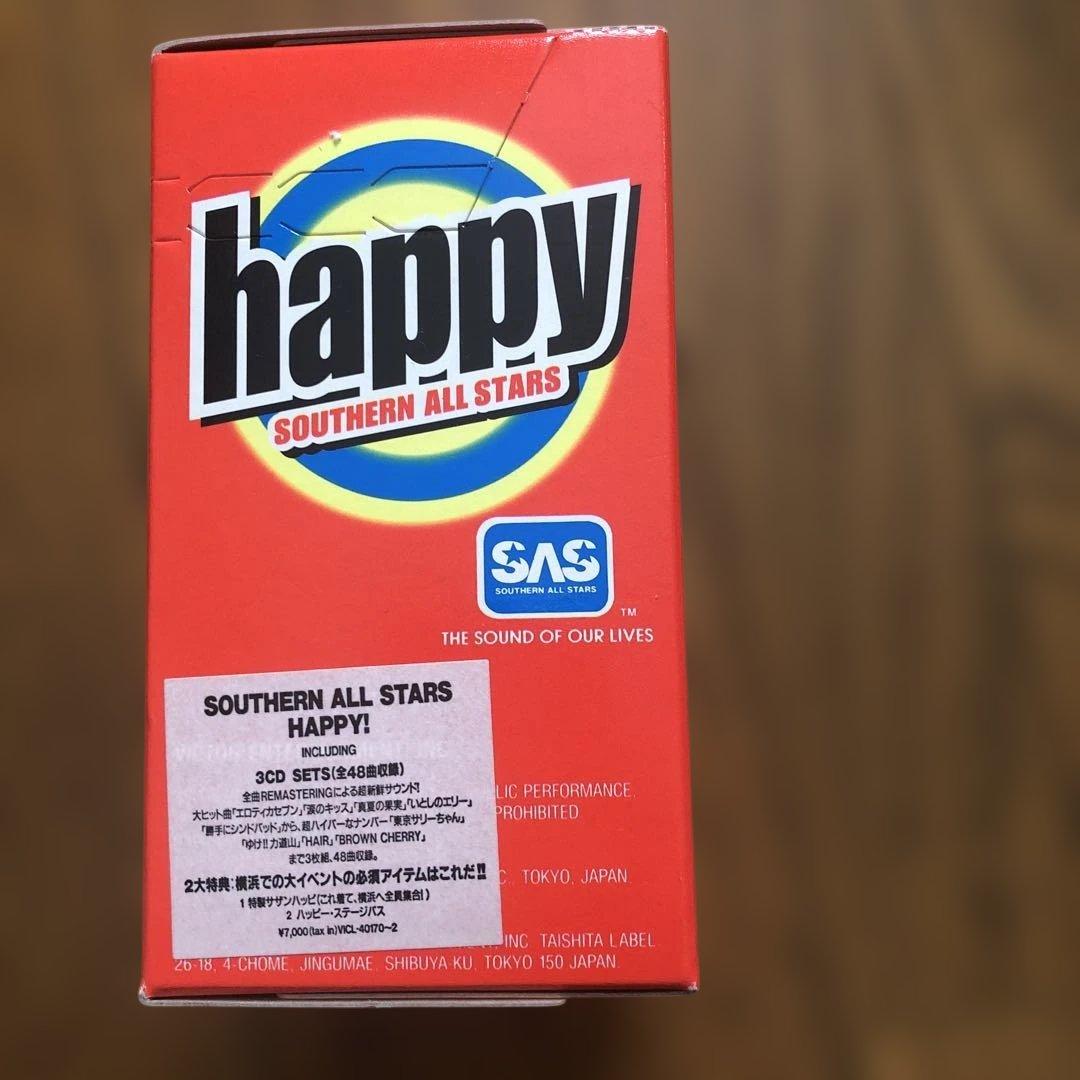 happy
SOUTHERN ALL STARS
SAS
SOUTHERN ALL STARS
TM
THE SOUND OF OUR LIVES
SOUTHERN ALL STARS
HAPPY!
INCLUDING
3CD SETS(全48曲収録)
全曲REMASTERINGによる超新鮮サウンド!
大ヒット曲「エロティカセブン」「涙のキッス」「真夏の果実」「いとしのエリー」
「勝手にシンドバッド」から、超ハイパーなナンバー「東京サリーちゃん」
「ゆけ!!力道山」「HAIR」「BROWN CHERRY」
まで3枚組、48曲収録。
2大特典:横浜での大イベントの必須アイテムはこれだ!!
1 特製サザンハッピ(これ着て、横浜へ全員集合!)
2 ハッピー・ステージパス
¥7,000(tax in)VICL-40170~2
LIC PERFORMANCE,
PROHIBITED
C., TOKYO, JAPAN
INC. TAISHITA LABEL
26-18, 4-CHOME, JINGUMAE, SHIBUYA-KU, TOKYO 150 JAPAN.